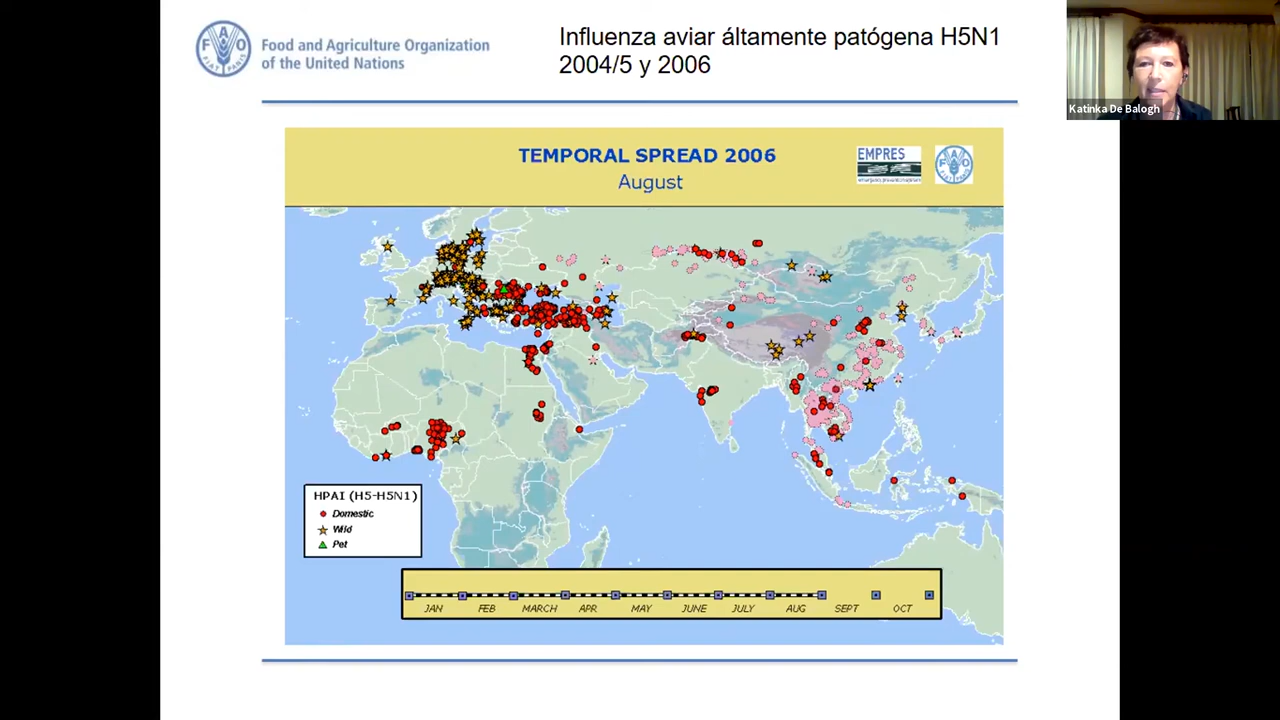 Food and Agriculture Organization
of the United Nations
Influenza aviar áltamente patógena H5N1
2004/5 y 2006
Katinka De Balogh
TEMPORAL SPREAD 2006
August
EMPRES
HPAI (H5-H5N1)
Domestic
Wild
Pet
JAN FEB MARCH APR MAY JUNE JULY AUG SEPT OCT